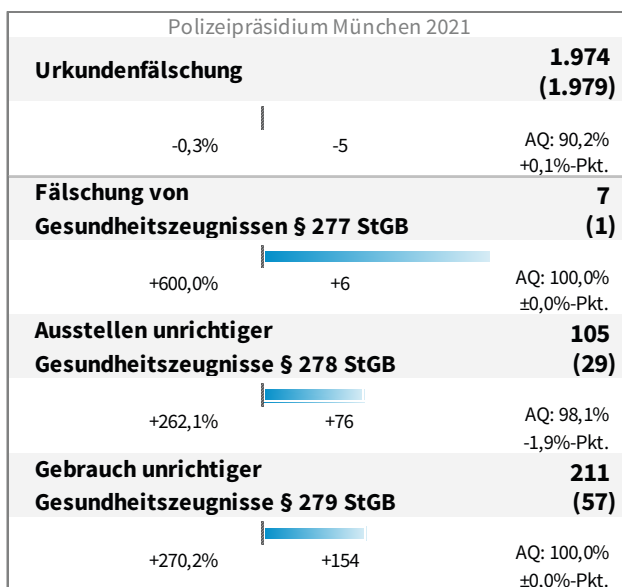 Polizeipräsidium München 2021
Urkundenfälschung
1.974
(1.979)
-0,3% -5 AQ: 90,2%
+0,1%-Pkt.
Fälschung von 7
Gesundheitszeugnissen § 277 StGB (1)
+600,0% +6 AQ: 100,0%
±0,0%-Pkt.
Ausstellen unrichtiger 105
Gesundheitszeugnisse § 278 StGB (29)
+262,1% +76 AQ: 98,1%
-1,9%-Pkt.
Gebrauch unrichtiger 211
Gesundheitszeugnisse § 279 StGB (57)
+270,2% +154 AQ: 100,0%
±0,0%-Pkt.